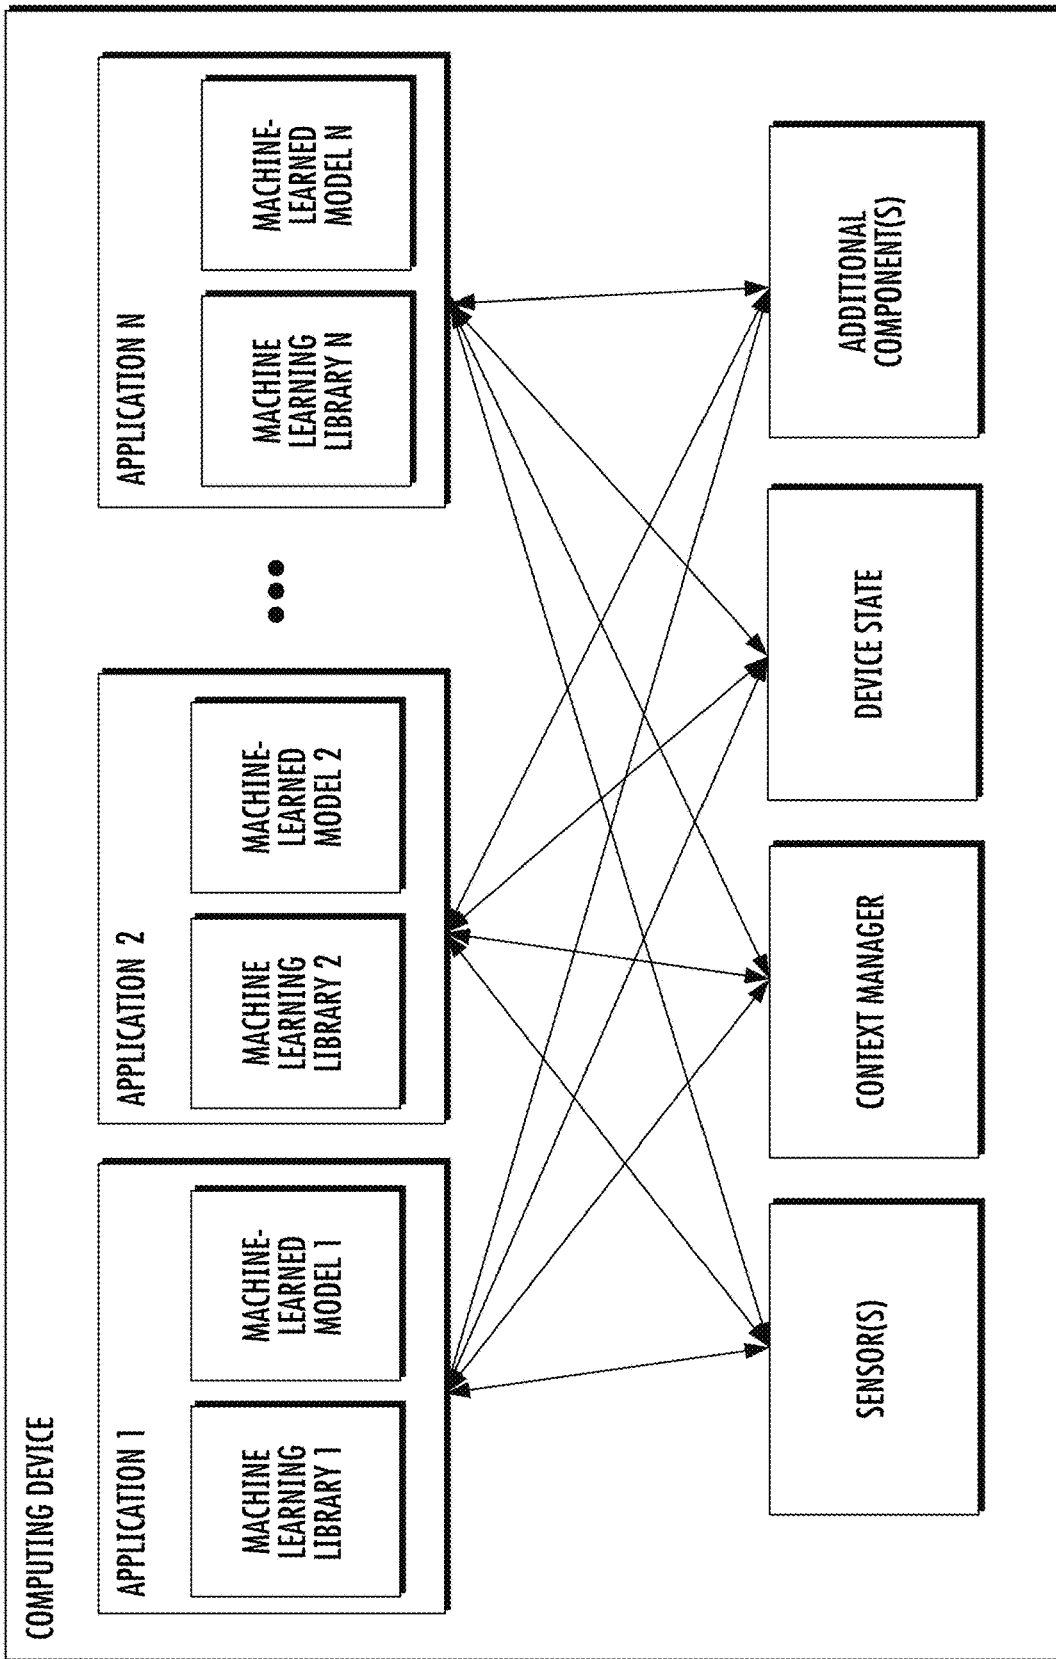 COMPUTING DEVICE
APPLICATION 1
MACHINE
LEARNING
LIBRARY 1
MACHINE-
LEARNED
MODEL 1
APPLICATION 2
MACHINE
LEARNING
LIBRARY 2
MACHINE-
LEARNED
MODEL 2
APPLICATION N
MACHINE
LEARNING
LIBRARY N
MACHINE-
LEARNED
MODEL N
SENSOR(S)
CONTEXT MANAGER
DEVICE STATE
ADDITIONAL
COMPONENT(S)